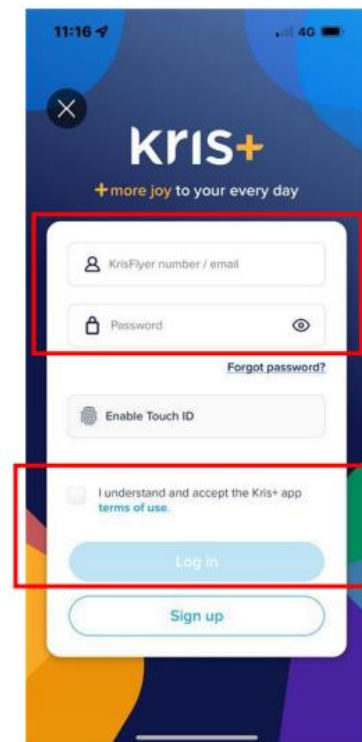 11:16
4G
kris+
+more joy to your every day
KrisFlyer number / email
Password
Forgot password?
Enable Touch ID
I understand and accept the Kris+ app
terms of use.
Log in
Sign up